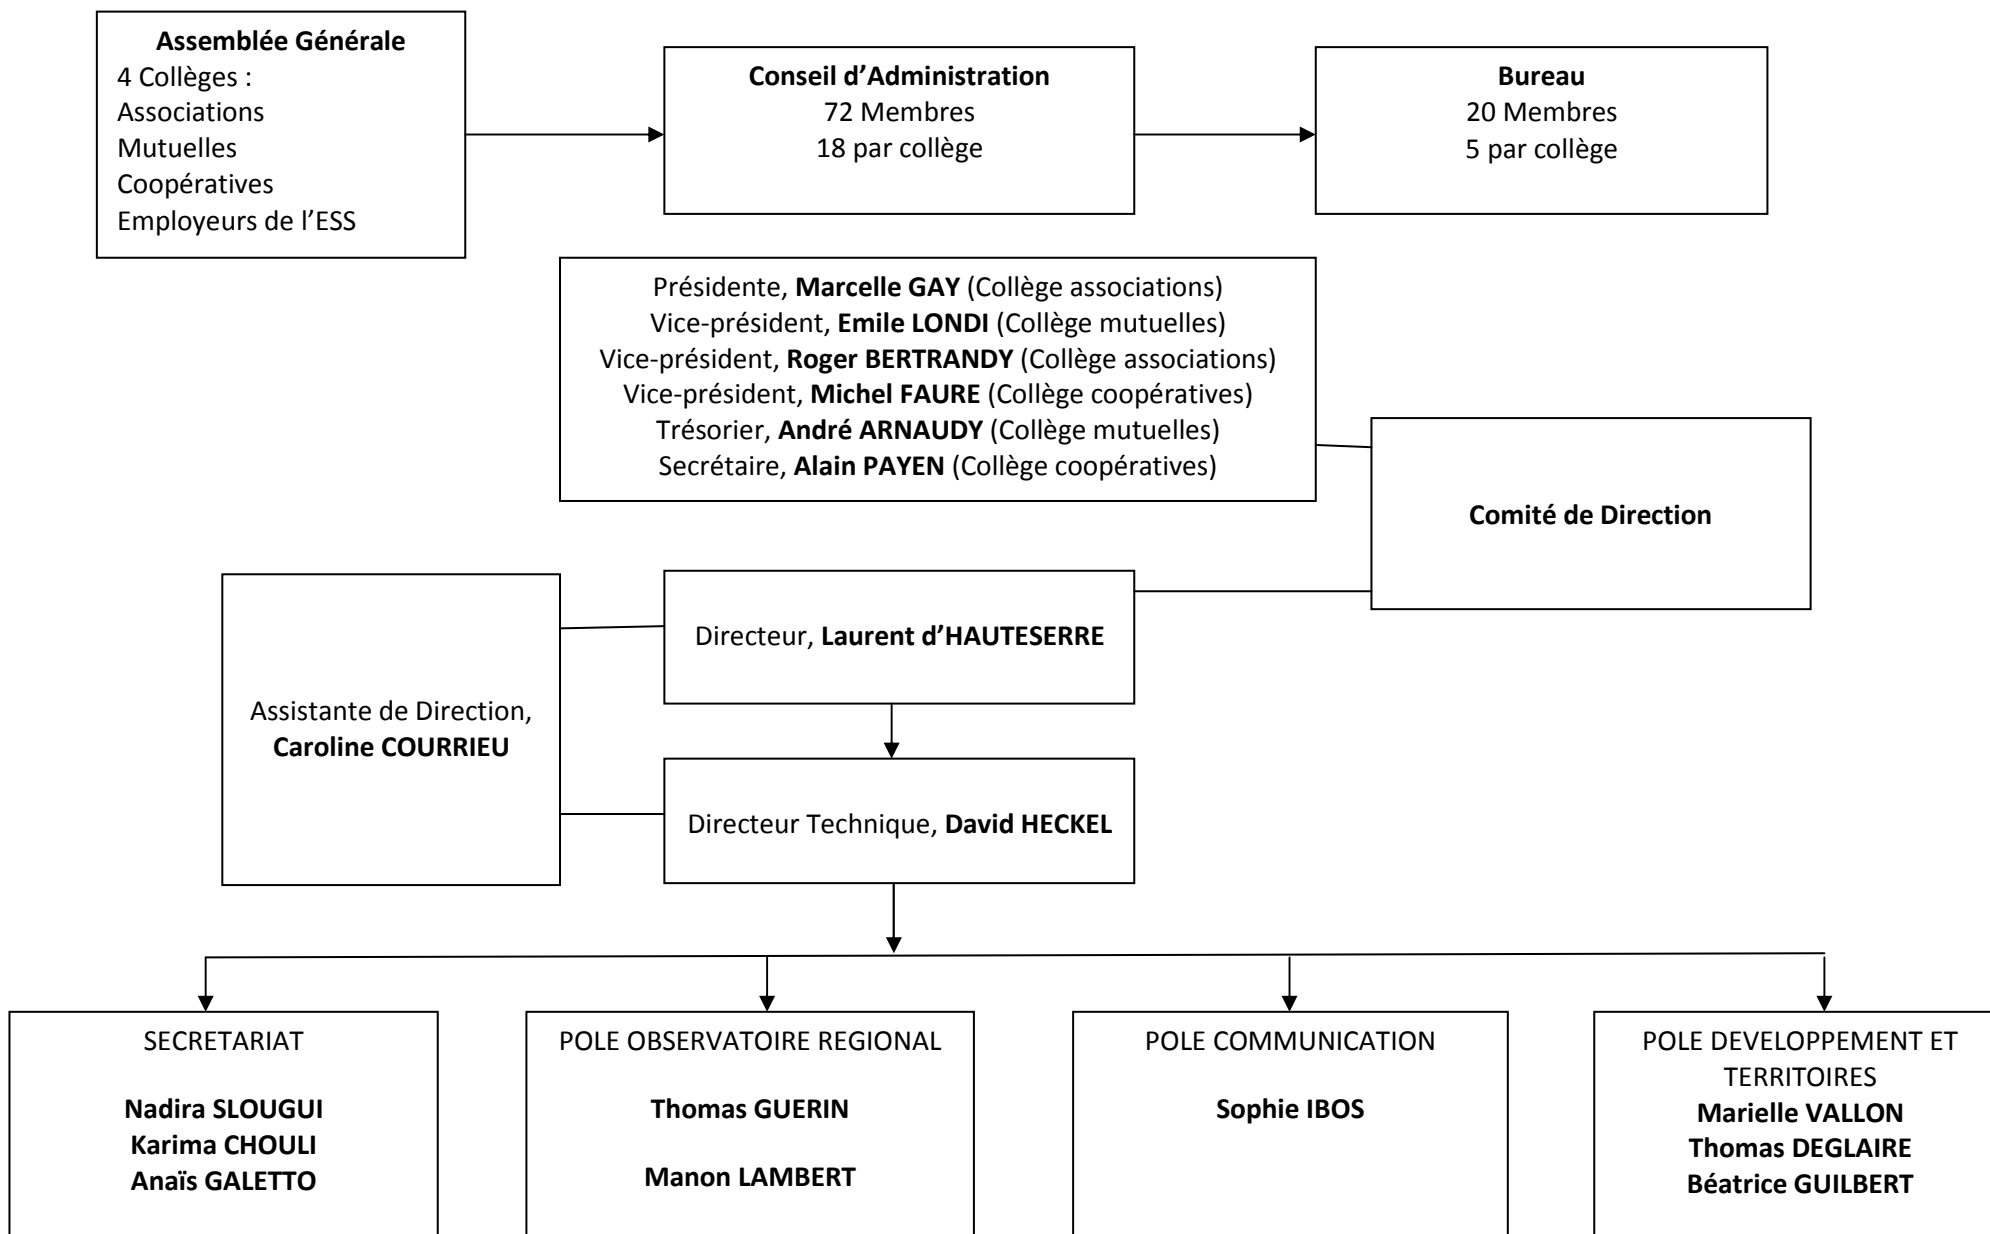 Assemblée Générale
4 Collèges :
Associations
Mutuelles
Coopératives
Employeurs de l’ESS
Conseil d’Administration
72 Membres
18 par collège
Bureau
20 Membres
5 par collège
Présidente, Marcelle GAY (Collège associations)
Vice-président, Emile LONDI (Collège mutuelles)
Vice-président, Roger BERTRANDY (Collège associations)
Vice-président, Michel FAURE (Collège coopératives)
Trésorier, André ARNAUDY (Collège mutuelles)
Secrétaire, Alain PAYEN (Collège coopératives)
Comité de Direction
Directeur, Laurent d’HAUTESERRE
Assistante de Direction,
Caroline COURRIEU
Directeur Technique, David HECKEL
SECRETARIAT
Nadira SLOUGUI
Karima CHOULI
Anaïs GALETTO
POLE OBSERVATOIRE REGIONAL
Thomas GUERIN
Manon LAMBERT
POLE COMMUNICATION
Sophie IBOS
POLE DEVELOPPEMENT ET
TERRITOIRES
Marielle VALLON
Thomas DEGLAIRE
Béatrice GUILBERT